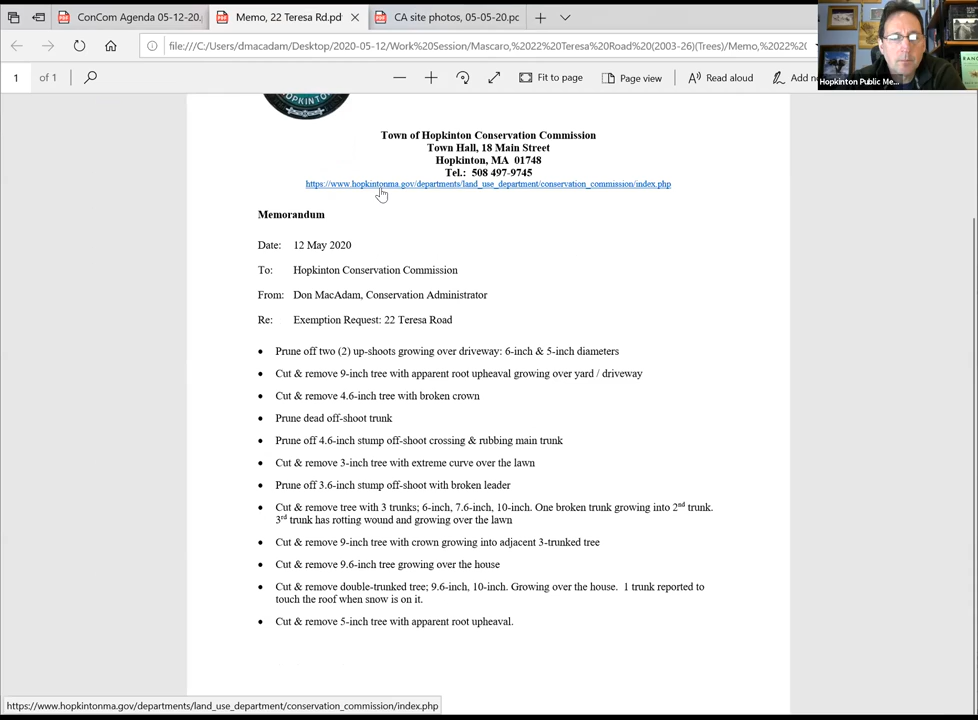 ConCom Agenda 05-12-20.
Memo, 22 Teresa Rd.pdf
CA site photos, 05-05-20.pc
file:///C:/Users/dmacadam/Desktop/2020-05-12/Work%20Session/Mascaro,%2022%20Teresa%20Road%20(2003-26)(Trees)/Memo,%2022%20
1 of 1
Fit to page
Page view
Read aloud
Add no
Hopkinton Public Me...
HOPKINTON
Town of Hopkinton Conservation Commission
Town Hall, 18 Main Street
Hopkinton, MA 01748
Tel.: 508 497-9745
https://www.hopkintonma.gov/departments/land_use_department/conservation_commission/index.php
Memorandum
Date: 12 May 2020
To: Hopkinton Conservation Commission
From: Don MacAdam, Conservation Administrator
Re: Exemption Request: 22 Teresa Road
• Prune off two (2) up-shoots growing over driveway: 6-inch & 5-inch diameters
• Cut & remove 9-inch tree with apparent root upheaval growing over yard / driveway
• Cut & remove 4.6-inch tree with broken crown
• Prune dead off-shoot trunk
• Prune off 4.6-inch stump off-shoot crossing & rubbing main trunk
• Cut & remove 3-inch tree with extreme curve over the lawn
• Prune off 3.6-inch stump off-shoot with broken leader
• Cut & remove tree with 3 trunks; 6-inch, 7.6-inch, 10-inch. One broken trunk growing into 2nd trunk.
3rd trunk has rotting wound and growing over the lawn
• Cut & remove 9-inch tree with crown growing into adjacent 3-trunked tree
• Cut & remove 9.6-inch tree growing over the house
• Cut & remove double-trunked tree; 9.6-inch, 10-inch. Growing over the house. 1 trunk reported to
touch the roof when snow is on it.
• Cut & remove 5-inch tree with apparent root upheaval.
https://www.hopkintonma.gov/departments/land_use_department/conservation_commission/index.php